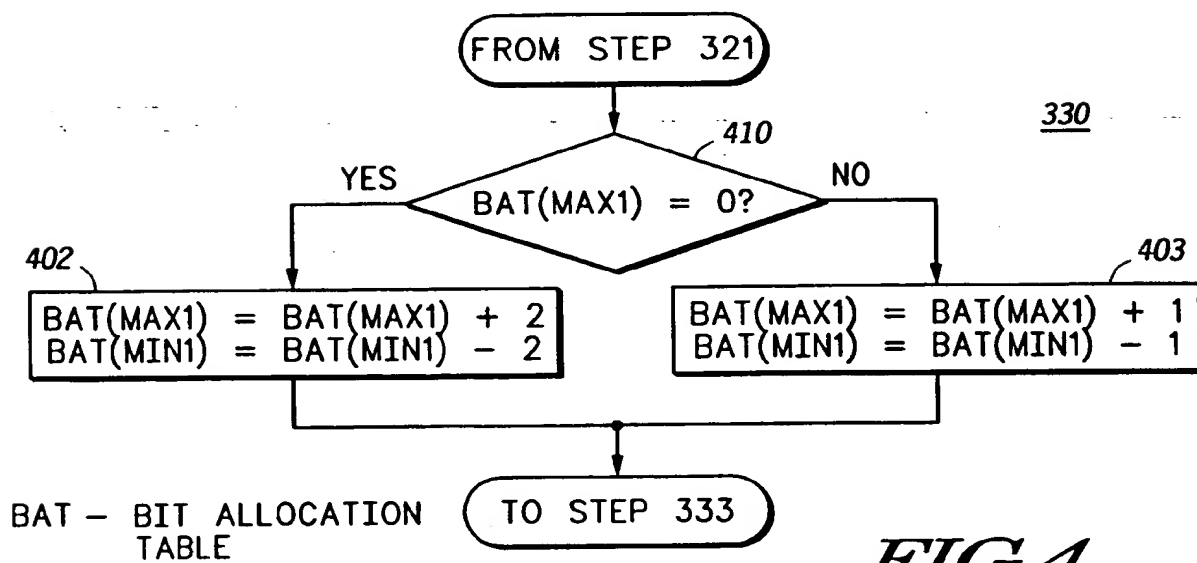 FROM STEP 321
330
410
YES
NO
BAT(MAX1) = 0?
402
403
BAT(MAX1) = BAT(MAX1) + 2
BAT(MIN1) = BAT(MIN1) - 2
BAT(MAX1) = BAT(MAX1) + 1
BAT(MIN1) = BAT(MIN1) - 1
BAT - BIT ALLOCATION
TABLE
TO STEP 333
FIG.4